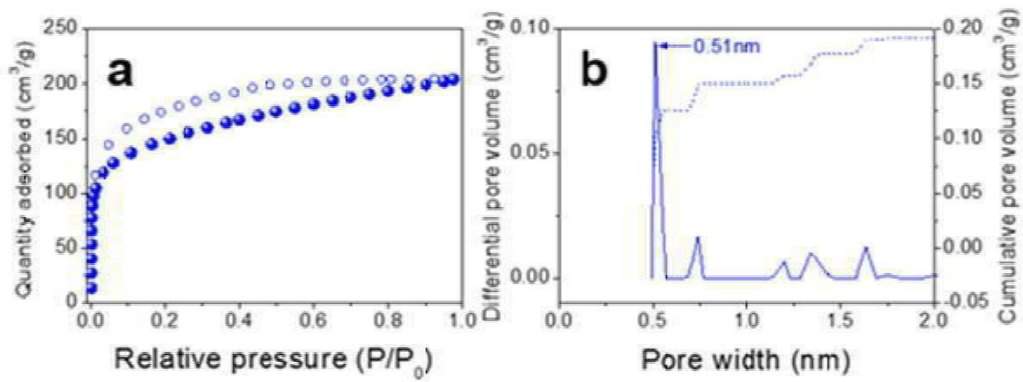 a
250
200
150
100
50
0
0.0 0.2 0.4 0.6 0.8 1.0
Quantity adsorbed (cm³/g)
Relative pressure (P/P₀)
b
0.51nm
0.10
0.05
0.00
Differential pore volume (cm³/g)
0.20
0.15
0.10
0.05
0.00
-0.05
Cumulative pore volume (cm³/g)
0.0 0.5 1.0 1.5 2.0
Pore width (nm)